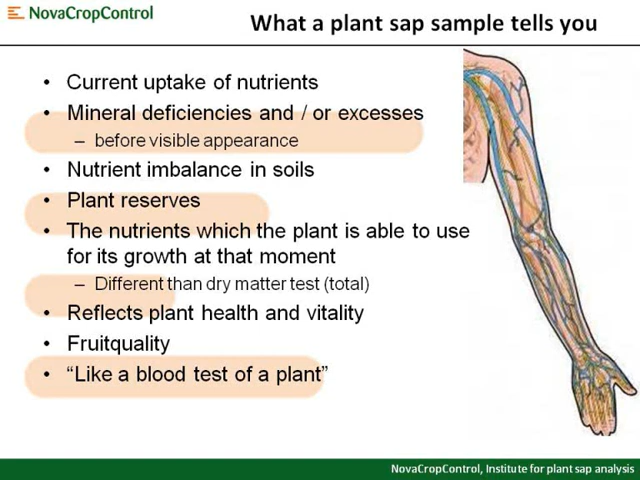 NovaCropControl
What a plant sap sample tells you
• Current uptake of nutrients
• Mineral deficiencies and / or excesses
– before visible appearance
• Nutrient imbalance in soils
• Plant reserves
• The nutrients which the plant is able to use
for its growth at that moment
– Different than dry matter test (total)
• Reflects plant health and vitality
• Fruitquality
• “Like a blood test of a plant”
NovaCropControl, Institute for plant sap analysis